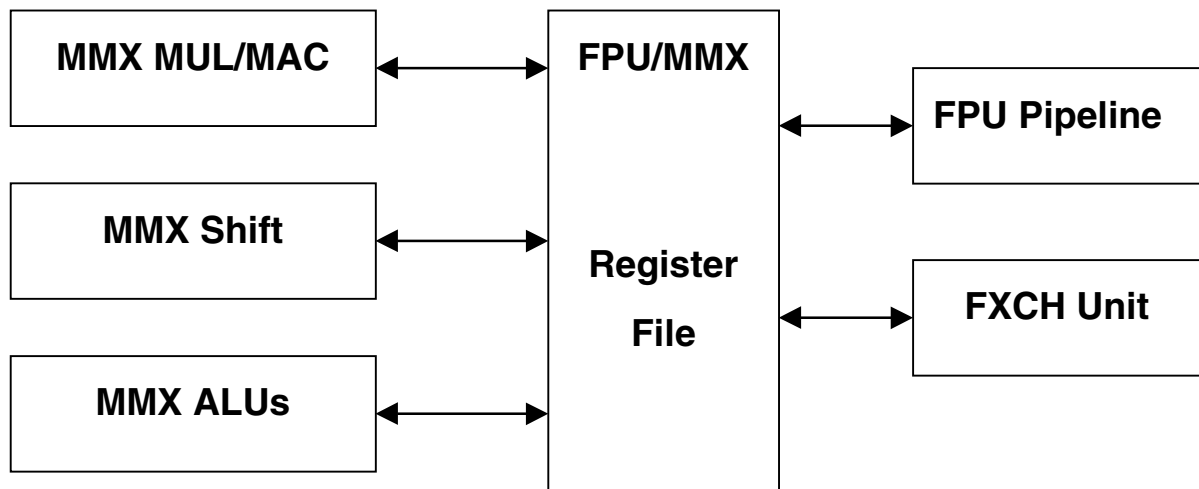 MMX MUL/MAC
MMX Shift
MMX ALUs
FPU/MMX
Register
File
FPU Pipeline
FXCH Unit